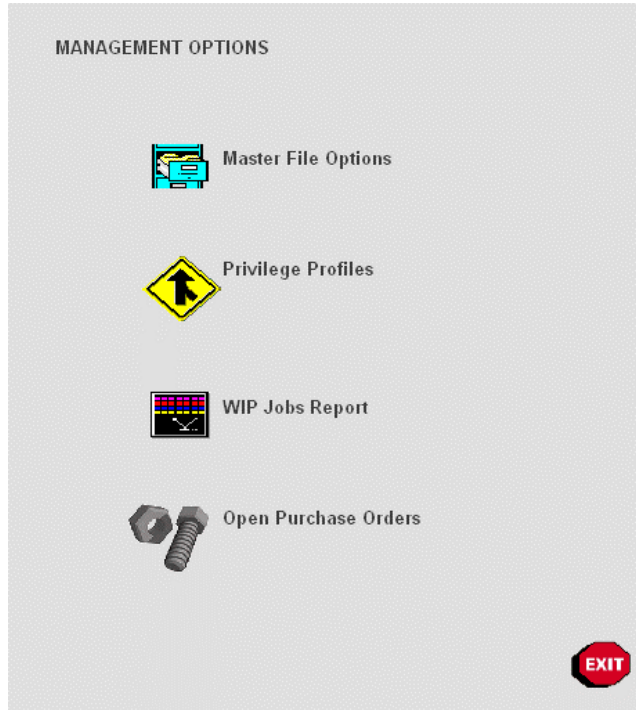 MANAGEMENT OPTIONS
Master File Options
Privilege Profiles
WIP Jobs Report
Open Purchase Orders
EXIT